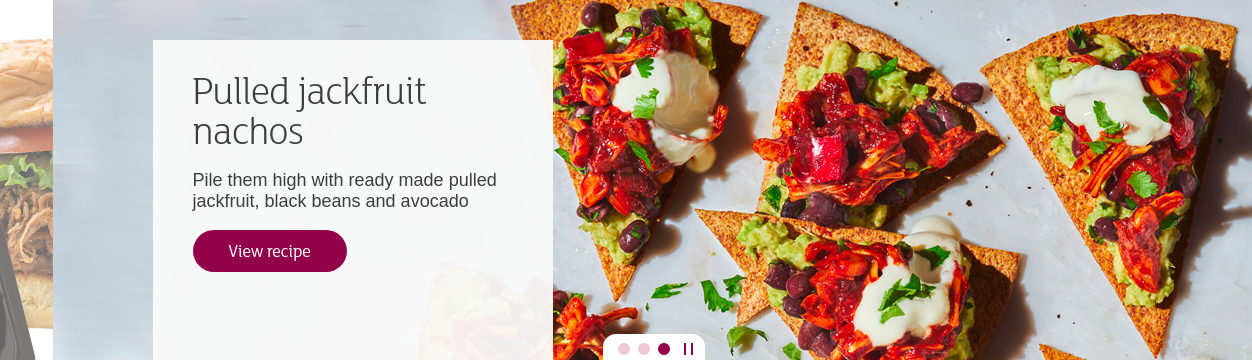 Pulled jackfruit
nachos
Pile them high with ready made pulled
jackfruit, black beans and avocado
View recipe